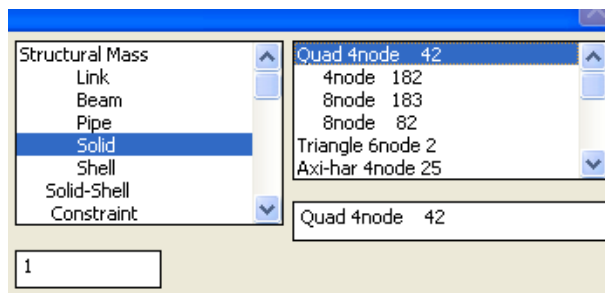 Structural Mass
Link
Beam
Pipe
Solid
Shell
Solid-Shell
Constraint
Quad 4node 42
4node 182
8node 183
8node 82
Triangle 6node 2
Axi-har 4node 25
Quad 4node 42
1